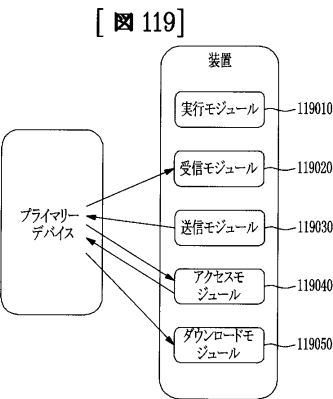 [図119]
装置
実行モジュール
119010
受信モジュール
119020
プライマリー
デバイス
送信モジュール
119030
アクセスモ
ジュール
119040
ダウンロードモ
ジュール
119050